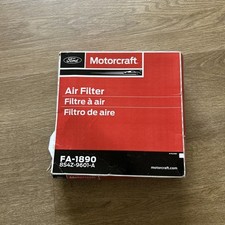 Ford
Motorcraft
Air Filter
Filtre à air
Filtro de aire
FA-1890
8S4Z-9601-A
motorcraft.com